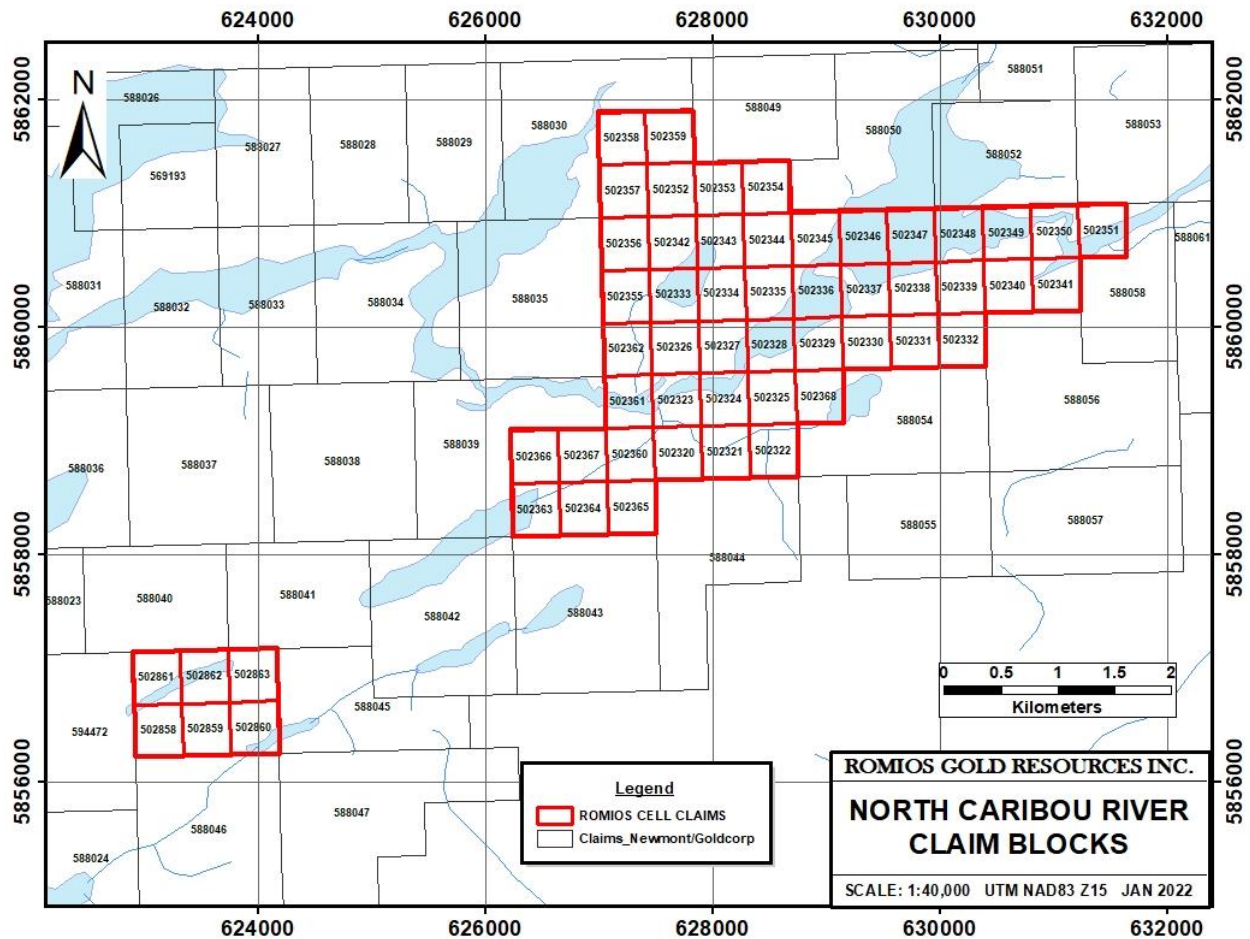 624000 626000 628000 630000 632000
N
5862000 5862000
5860000 5860000
5858000 5858000
5856000 5856000
588051
588026 588049
588030 588050 588053
588027 588028 588029 502358 502359 588052
569193
502357 502352 502353 502354
502356 502342 502343 502344 502345 502346 502347 502348 502349 502350 502351
588061
588031 588032 588033 588034 588035
502355 502333 502334 502335 502336 502337 502338 502339 502340 502341 588058
502362 502326 502327 502328 502329 502330 502331 502332
502361 502323 502324 502325 502368 588056
588054
588036 588037 588038 588039
502366 502367 502360 502320 502321 502322
502363 502364 502365
588055 588057
588044
588023 588040 588041 588042 588043
502861 502862 502863
588045
594472 502858 502859 502860
588047
588046
588024
0 0.5 1 1.5 2
Kilometers
Legend
ROMIOS CELL CLAIMS
Claims_Newmont/Goldcorp
ROMIOS GOLD RESOURCES INC.
NORTH CARIBOU RIVER
CLAIM BLOCKS
SCALE: 1:40,000 UTM NAD83 Z15 JAN 2022
624000 626000 628000 630000 632000